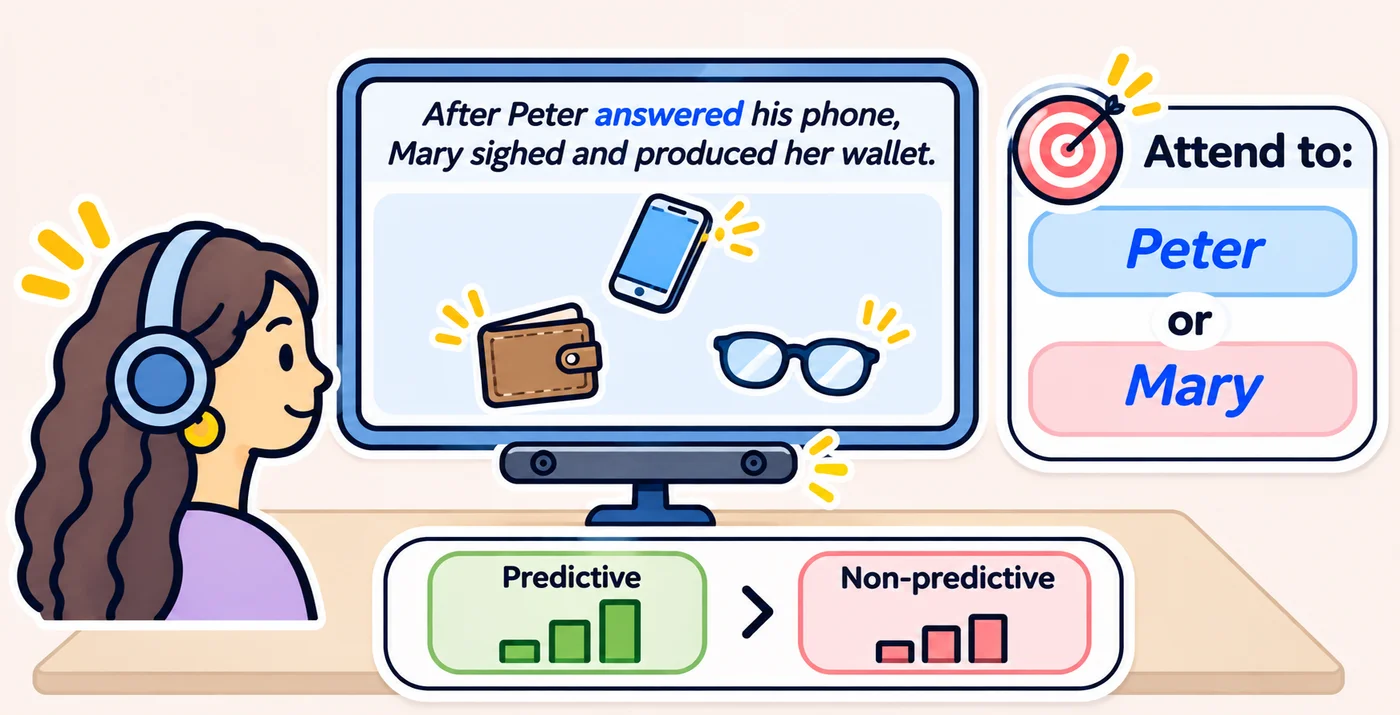 After Peter answered his phone,
Mary sighed and produced her wallet.
Attend to:
Peter
or
Mary
Predictive
>
Non-predictive